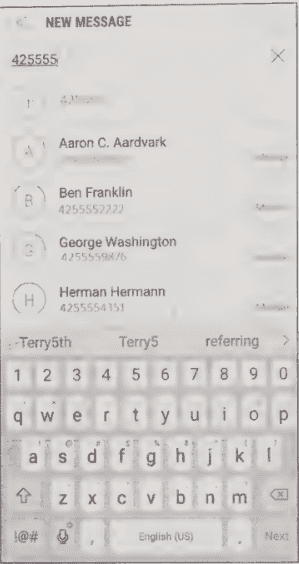 NEW MESSAGE
425555
A
Aaron C. Aardvark
B
Ben Franklin
4255552222
G
George Washington
4255559876
H
Herman Hermann
4255554151
Terry5th Terry5 referring >
1 2 3 4 5 6 7 8 9 0
q w e r t y u i o p
a s d f g h j k l
z x c v b n m
!@# , English (US) . Next